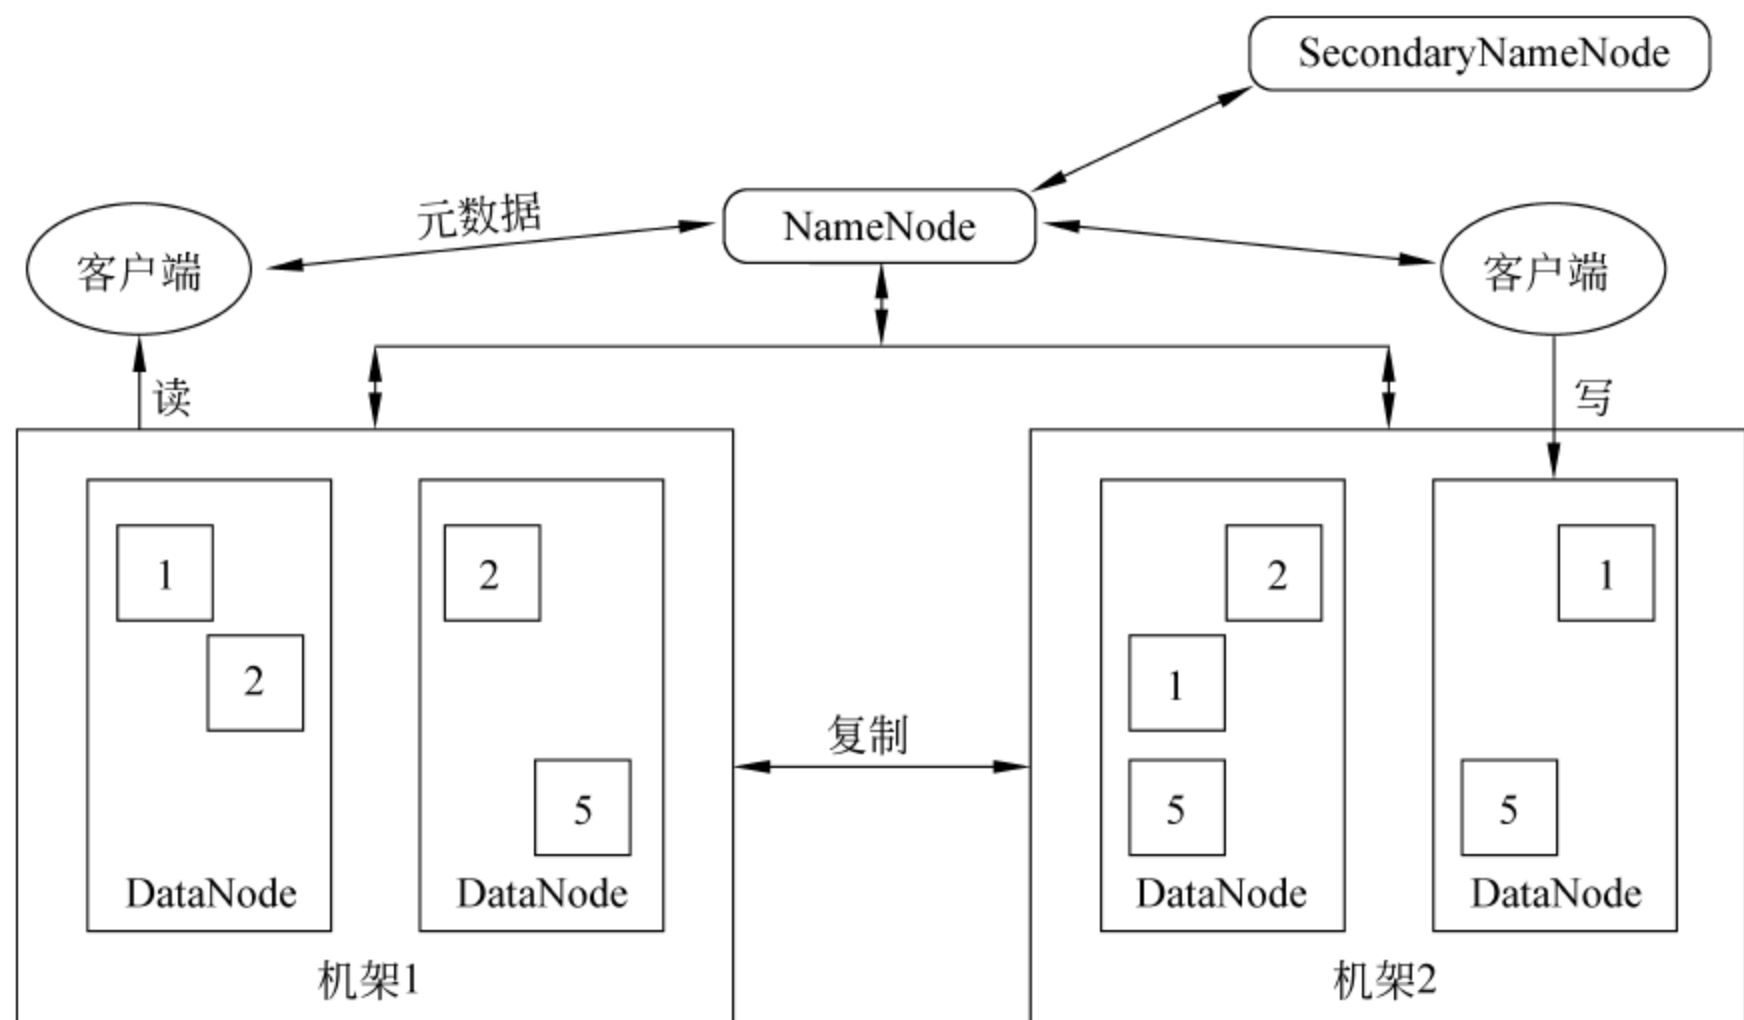 SecondaryNameNode
元数据
NameNode
客户端
客户端
读
写
1
2
2
1
2
2
1
5
复制
5
5
DataNode
DataNode
DataNode
DataNode
机架1
机架2